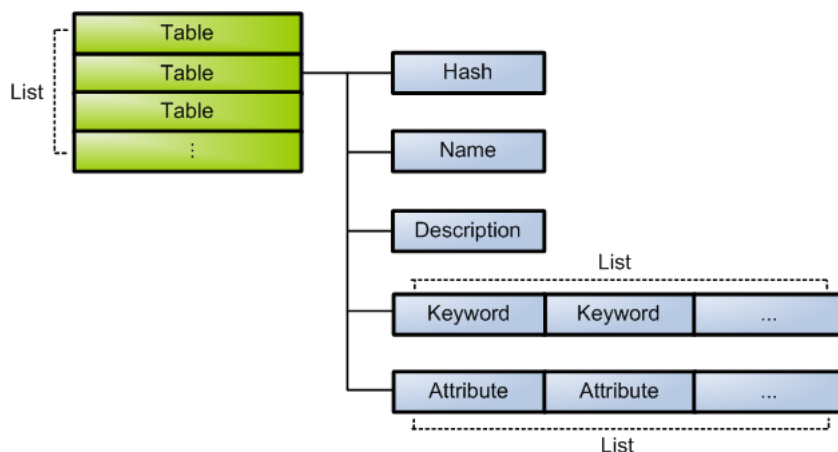 Table
Table
Table
⋮
List
Hash
Name
Description
List
Keyword Keyword ...
Attribute Attribute ...
List